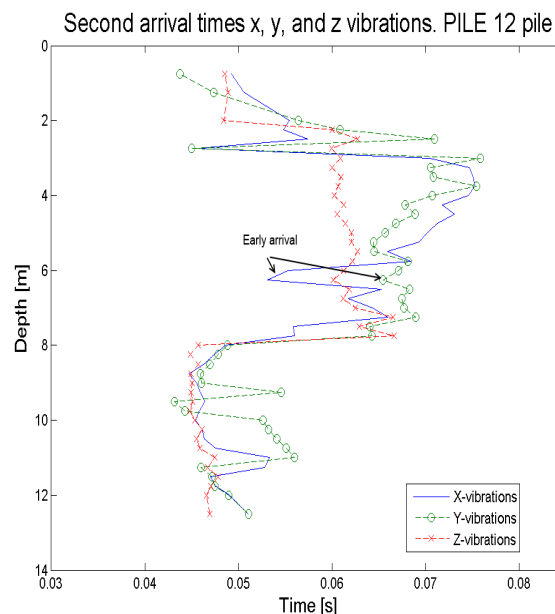 Second arrival times x, y, and z vibrations. PILE 12 pile
0
2
4
6
8
10
12
14
Depth [m]
Early arrival
X-vibrations
Y-vibrations
Z-vibrations
0.03 0.04 0.05 0.06 0.07 0.08
Time [s]